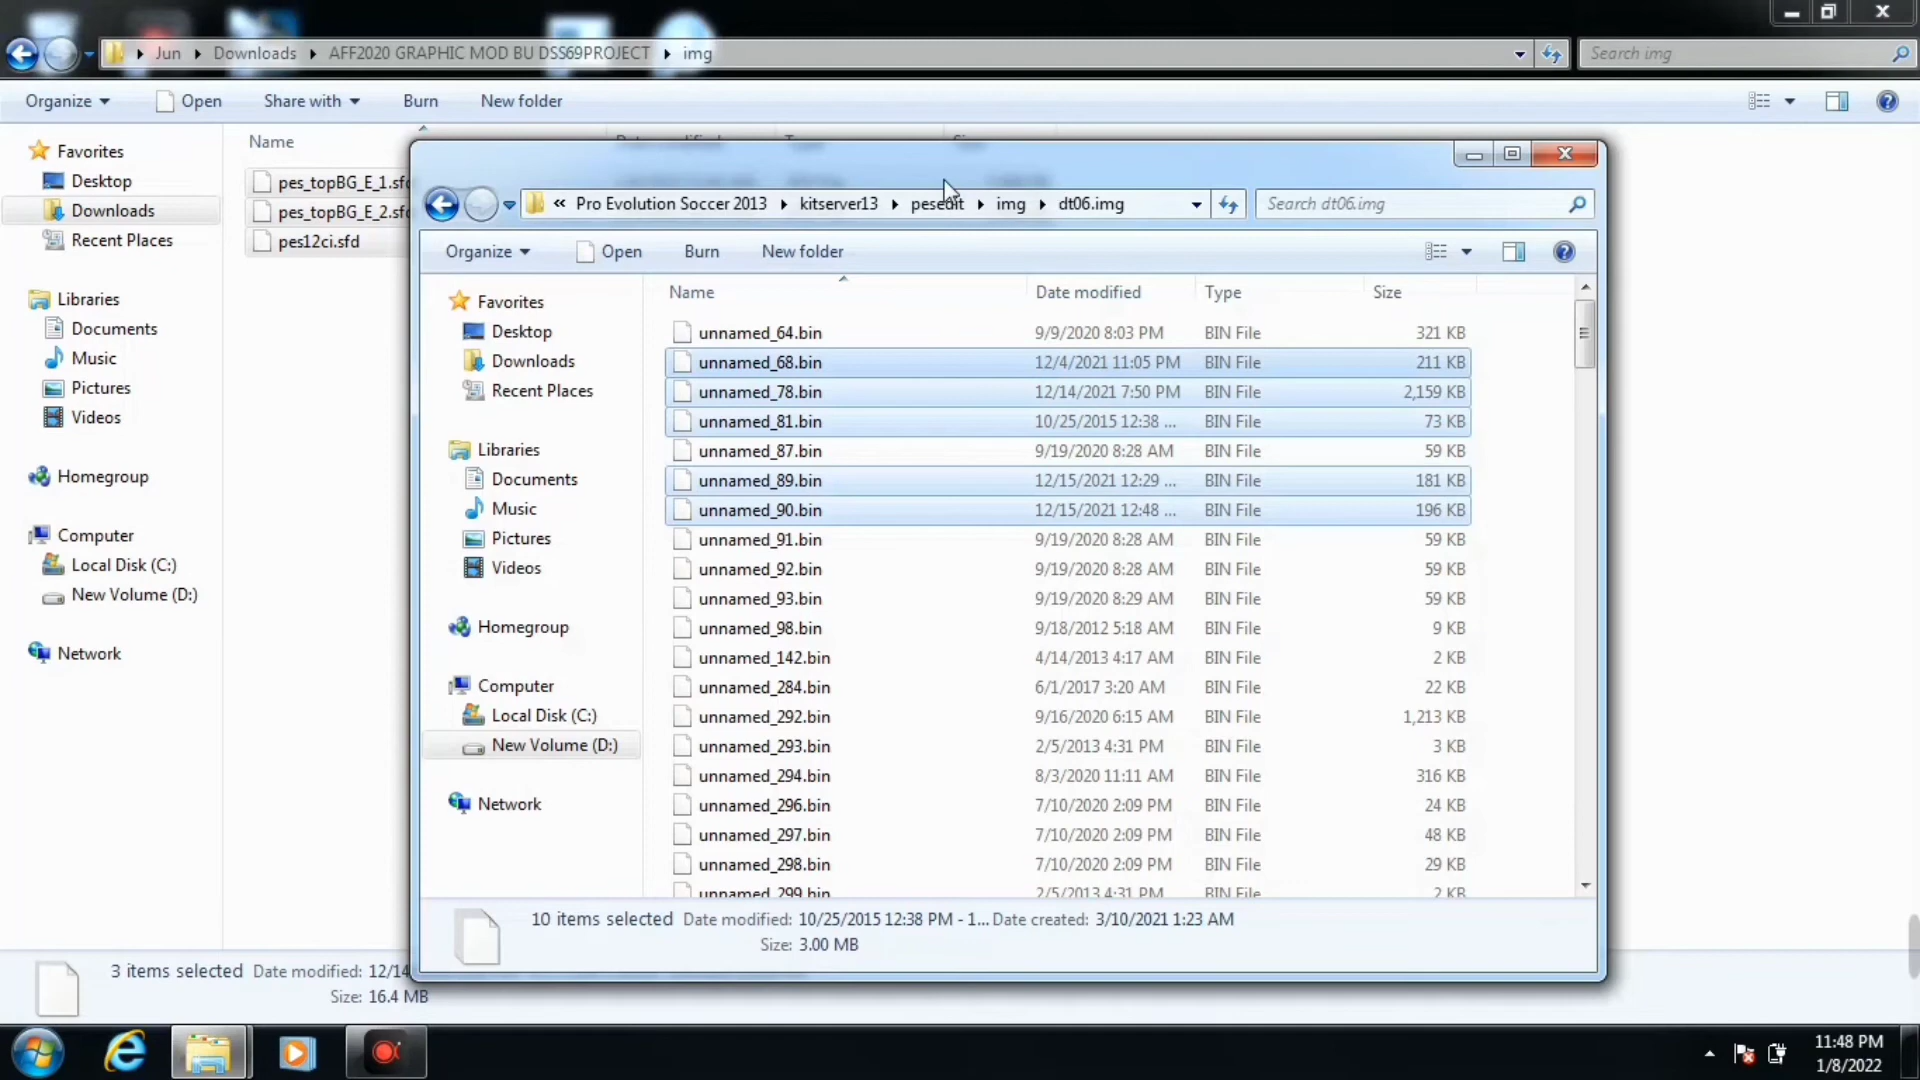 Jun Downloads AFF2020 GRAPHIC MOD BU DSS69PROJECT img
Search img
Organize Open Share with Burn New folder
Favorites
Desktop
Downloads
Recent Places
Libraries
Documents
Music
Pictures
Videos
Homegroup
Computer
Local Disk (C:)
New Volume (D:)
Network
Name
pes_topBG_E_1.sfd
pes_topBG_E_2.sfd
pes12ci.sfd
« Pro Evolution Soccer 2013 kitserver13 pesedit img dt06.img
Search dt06.img
Organize Open Burn New folder
Favorites
Desktop
Downloads
Recent Places
Libraries
Documents
Music
Pictures
Videos
Homegroup
Computer
Local Disk (C:)
New Volume (D:)
Network
Name Date modified Type Size
unnamed_64.bin 9/9/2020 8:03 PM BIN File 321 KB
unnamed_68.bin 12/4/2021 11:05 PM BIN File 211 KB
unnamed_78.bin 12/14/2021 7:50 PM BIN File 2,159 KB
unnamed_81.bin 10/25/2015 12:38 ... BIN File 73 KB
unnamed_87.bin 9/19/2020 8:28 AM BIN File 59 KB
unnamed_89.bin 12/15/2021 12:29 ... BIN File 181 KB
unnamed_90.bin 12/15/2021 12:48 ... BIN File 196 KB
unnamed_91.bin 9/19/2020 8:28 AM BIN File 59 KB
unnamed_92.bin 9/19/2020 8:28 AM BIN File 59 KB
unnamed_93.bin 9/19/2020 8:29 AM BIN File 59 KB
unnamed_98.bin 9/18/2012 5:18 AM BIN File 9 KB
unnamed_142.bin 4/14/2013 4:17 AM BIN File 2 KB
unnamed_284.bin 6/1/2017 3:20 AM BIN File 22 KB
unnamed_292.bin 9/16/2020 6:15 AM BIN File 1,213 KB
unnamed_293.bin 2/5/2013 4:31 PM BIN File 3 KB
unnamed_294.bin 8/3/2020 11:11 AM BIN File 316 KB
unnamed_296.bin 7/10/2020 2:09 PM BIN File 24 KB
unnamed_297.bin 7/10/2020 2:09 PM BIN File 48 KB
unnamed_298.bin 7/10/2020 2:09 PM BIN File 29 KB
unnamed_299.bin 2/5/2013 4:31 PM BIN File 2 KB
10 items selected Date modified: 10/25/2015 12:38 PM - 1... Date created: 3/10/2021 1:23 AM
Size: 3.00 MB
3 items selected Date modified: 12/14
Size: 16.4 MB
11:48 PM
1/8/2022